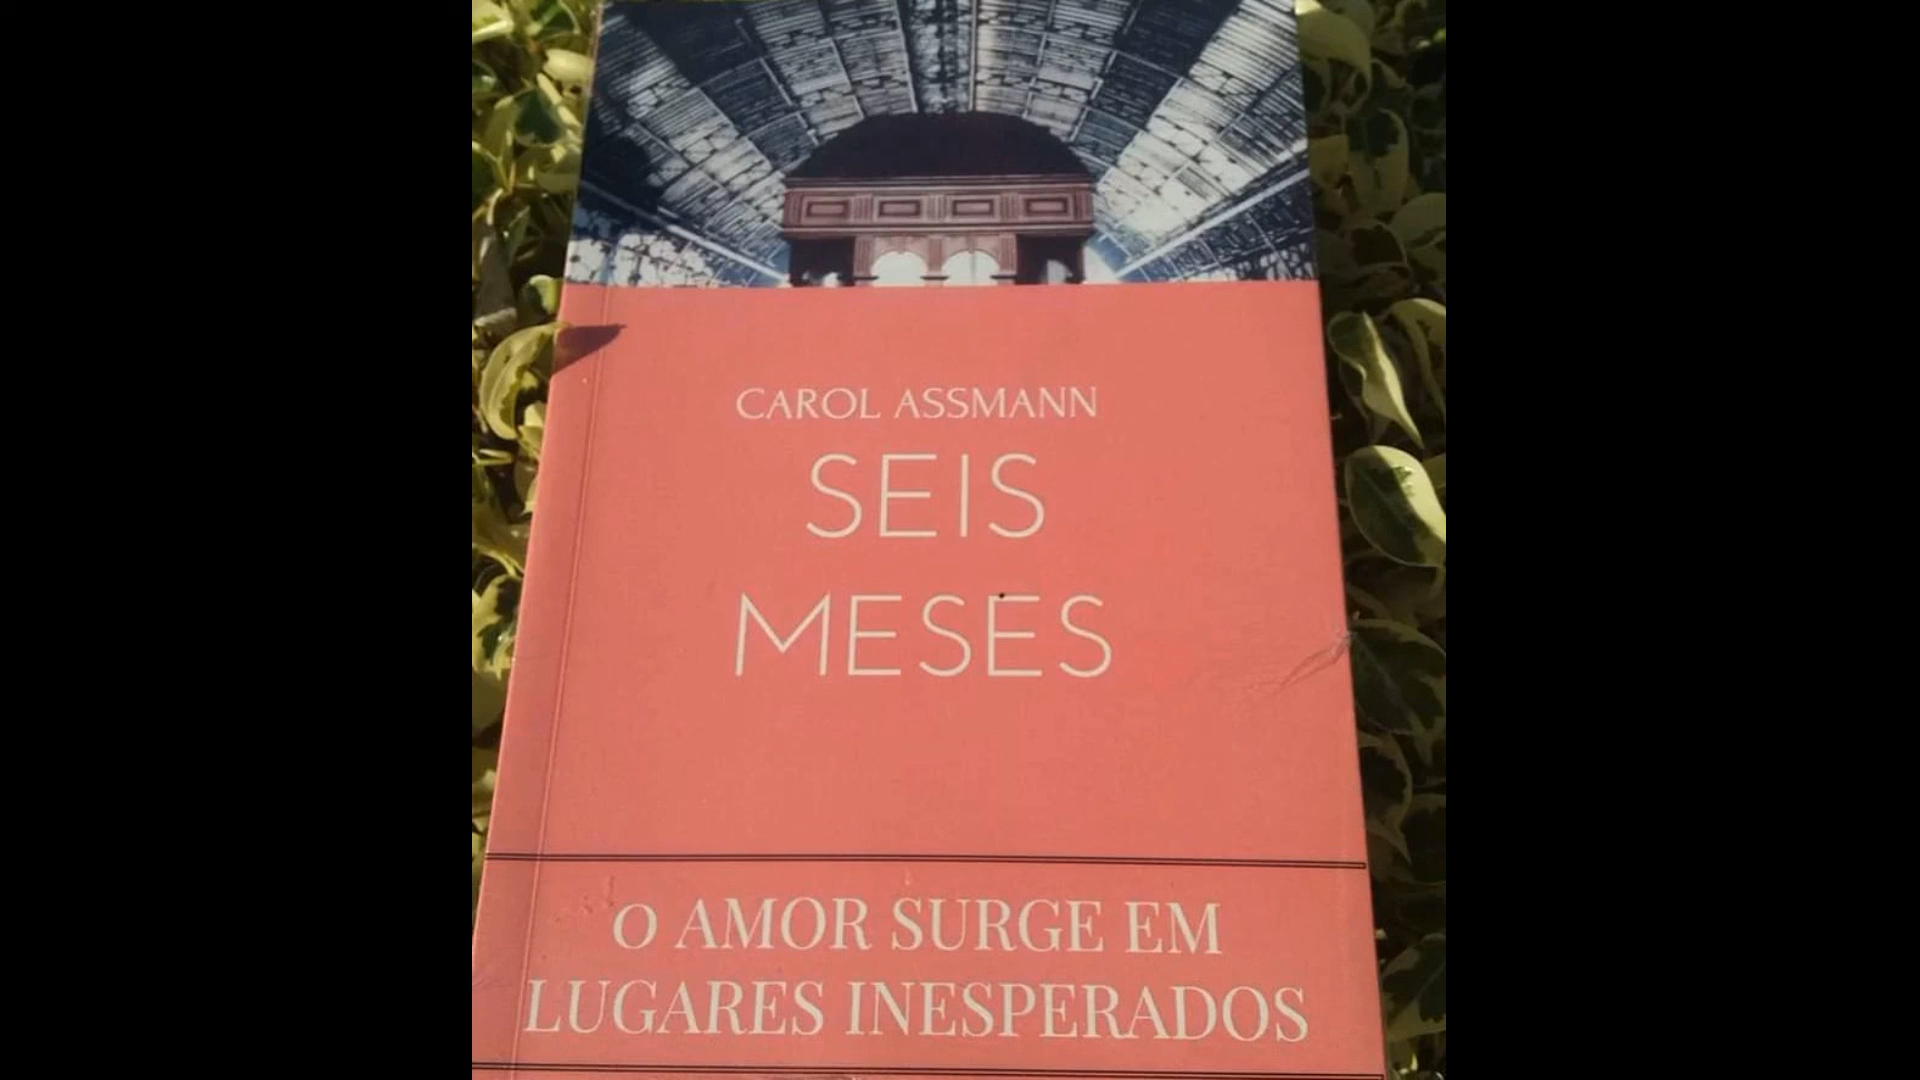 CAROL ASSMANN
SEIS
MESES
O AMOR SURGE EM
LUGARES INESPERADOS